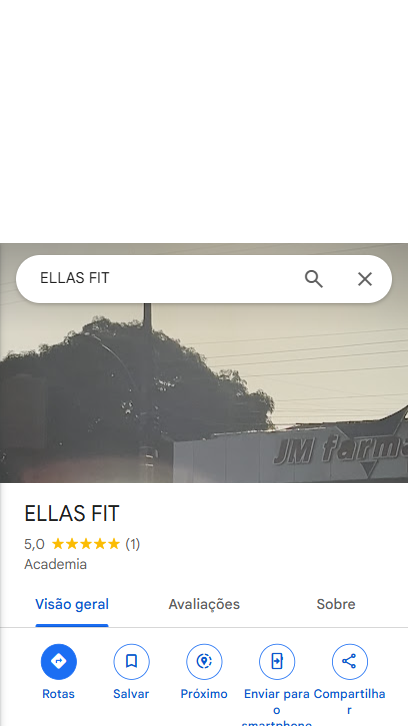 ELLAS FIT
JM farma
ELLAS FIT
5,0 (1)
Academia
Visão geral
Avaliações
Sobre
Rotas
Salvar
Próximo
Enviar para
o
smartphone
Compartilha
r